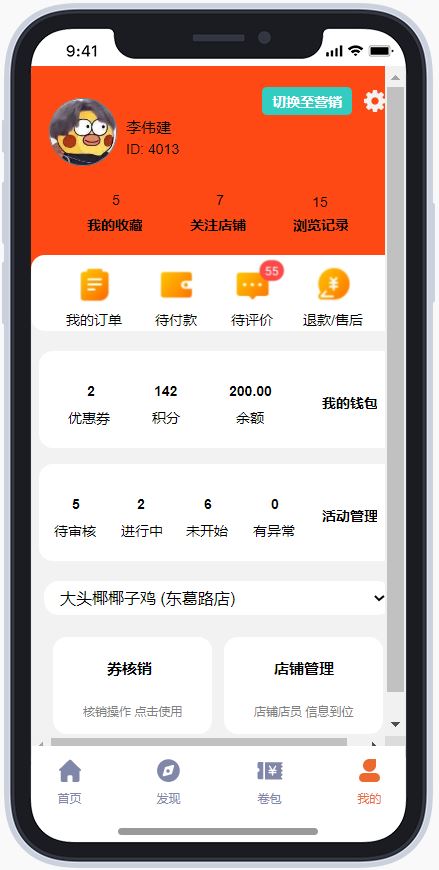 9:41
切换至营销
李伟建
ID: 4013
5 7 15
我的收藏 关注店铺 浏览记录
55
我的订单 待付款 待评价 退款/售后
2 142 200.00
优惠券 积分 余额 我的钱包
5 2 6 0
待审核 进行中 未开始 有异常 活动管理
大头椰椰子鸡 (东葛路店)
券核销 店铺管理
核销操作 点击使用 店铺店员 信息到位
首页 发现 卷包 我的